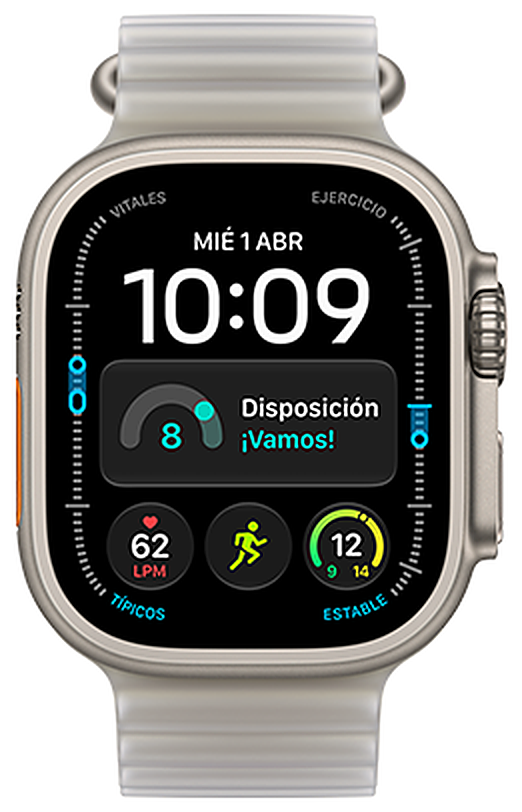 VITALES
EJERCICIO
MIÉ 1 ABR
10:09
8
Disposición
¡Vamos!
62
LPM
12
9
14
TÍPICOS
ESTABLE